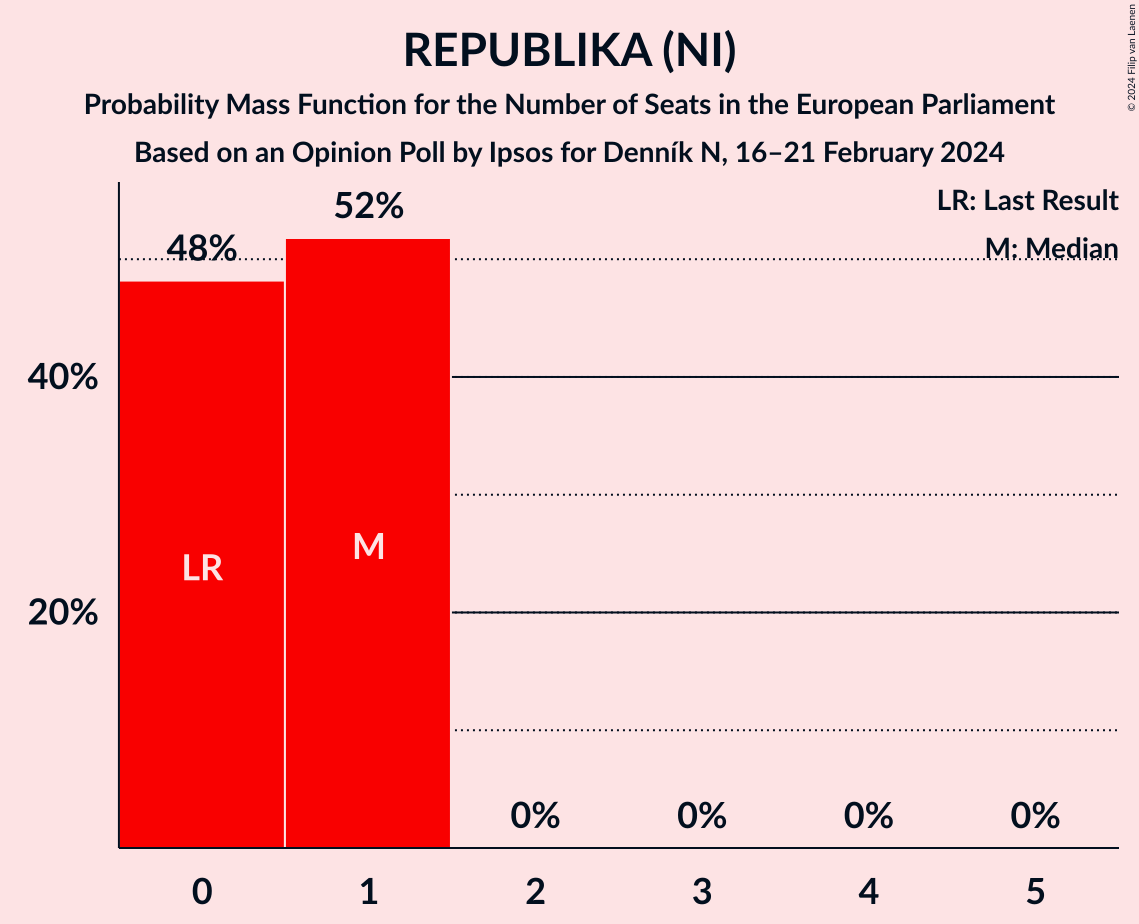 REPUBLIKA (NI)
Probability Mass Function for the Number of Seats in the European Parliament
Based on an Opinion Poll by Ipsos for Denník N, 16–21 February 2024
© 2024 Filip van Laenen
LR: Last Result
M: Median
52%
48%
40%
20%
LR
M
0%
0%
0%
0%
0
1
2
3
4
5